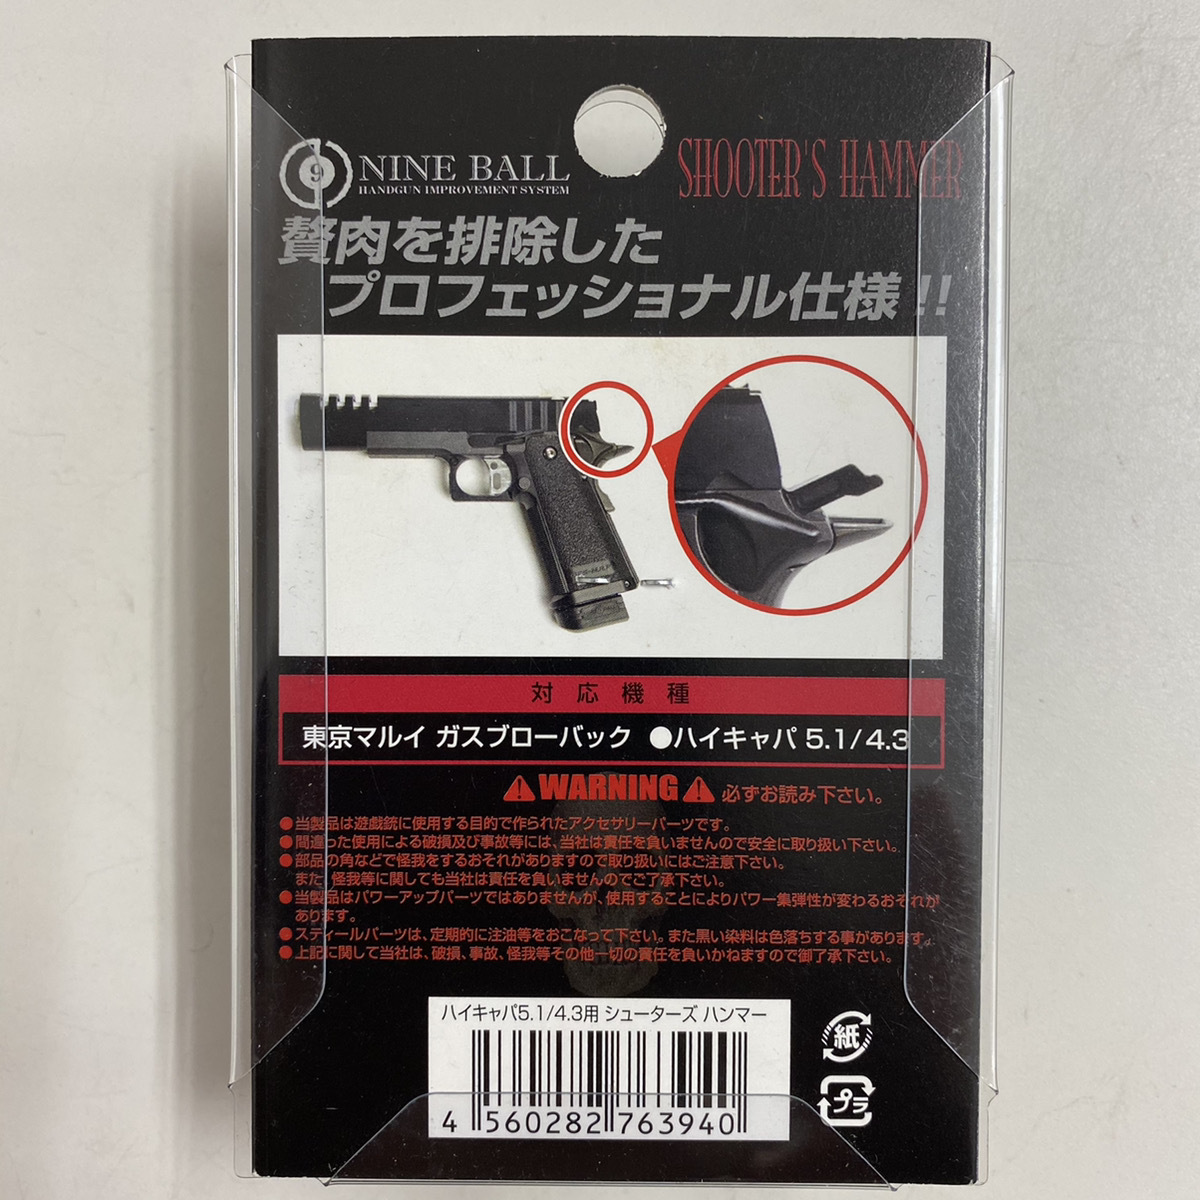 9 NINE BALL
HANDGUN IMPROVEMENT SYSTEM
SHOOTER'S HAMMER
贅肉を排除した
プロフェッショナル仕様!!
対応機種
東京マルイ ガスブローバック ●ハイキャパ 5.1/4.3
WARNING 必ずお読み下さい。
●当製品は遊戯銃に使用する目的で作られたアクセサリーパーツです。
●間違った使用による破損及び事故等には、当社は責任を負いませんので安全に取り扱い下さい。
●部品の角などで怪我をするおそれがありますので取り扱いにはご注意下さい。
また、怪我等に関しても当社は責任を負いませんのでご了承下さい。
●当製品はパワーアップパーツではありませんが、使用することによりパワー集弾性が変わるおそれが
あります。
●スティールパーツは、定期的に注油等をおこなって下さい。また黒い染料は色落ちする事があります。
●上記に関して当社は、破損、事故、怪我等その他一切の責任を負いかねますので御了承下さい。
ハイキャパ5.1/4.3用 シューターズ ハンマー
4 560282 763940
紙
プラ